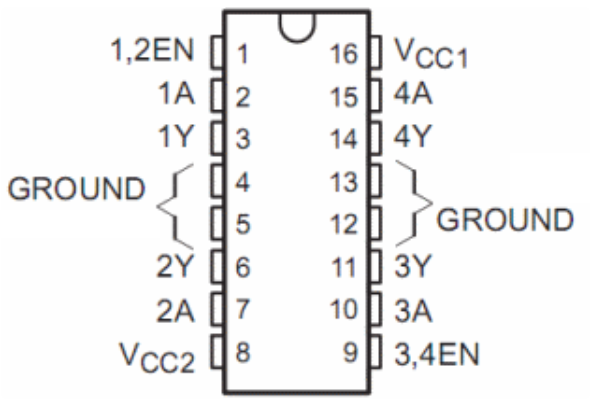 1,2EN 1 16 VCC1
1A 2 15 4A
1Y 3 14 4Y
GROUND 4 13
5 12 GROUND
2Y 6 11 3Y
2A 7 10 3A
VCC2 8 9 3,4EN